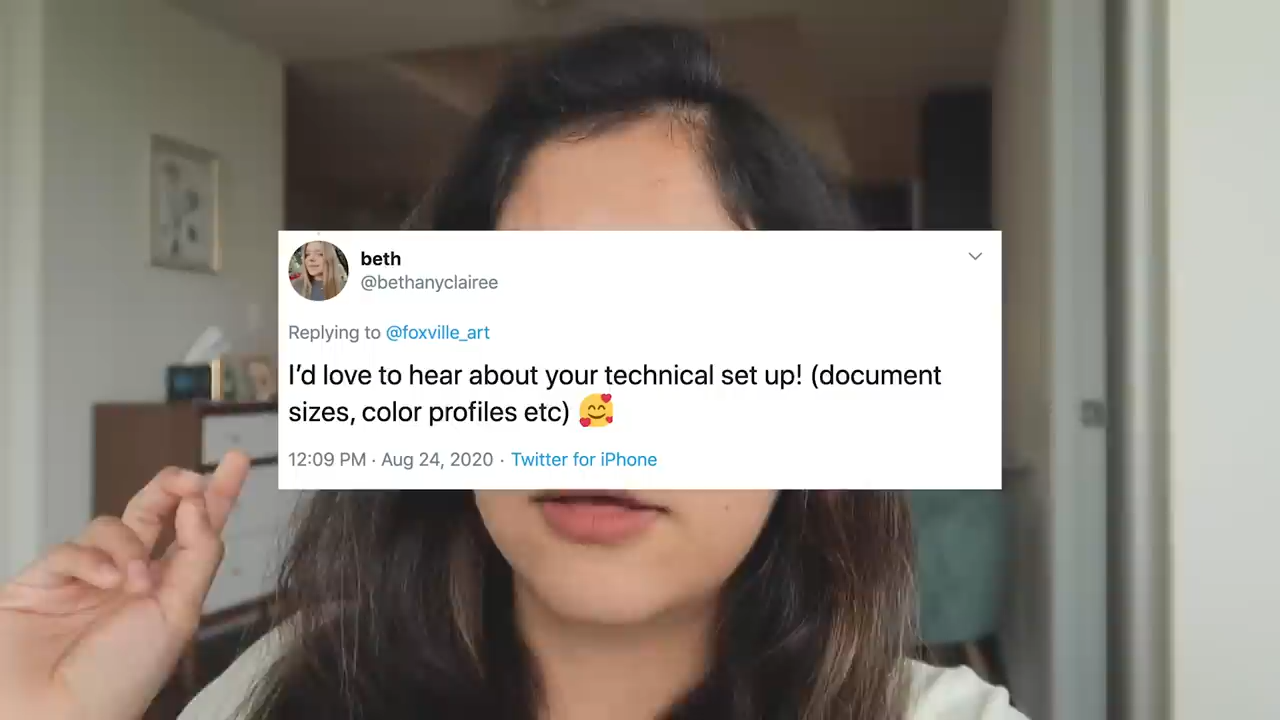 beth
@bethanyclairee
Replying to @foxville_art
I’d love to hear about your technical set up! (document
sizes, color profiles etc) 🥰
12:09 PM · Aug 24, 2020 · Twitter for iPhone